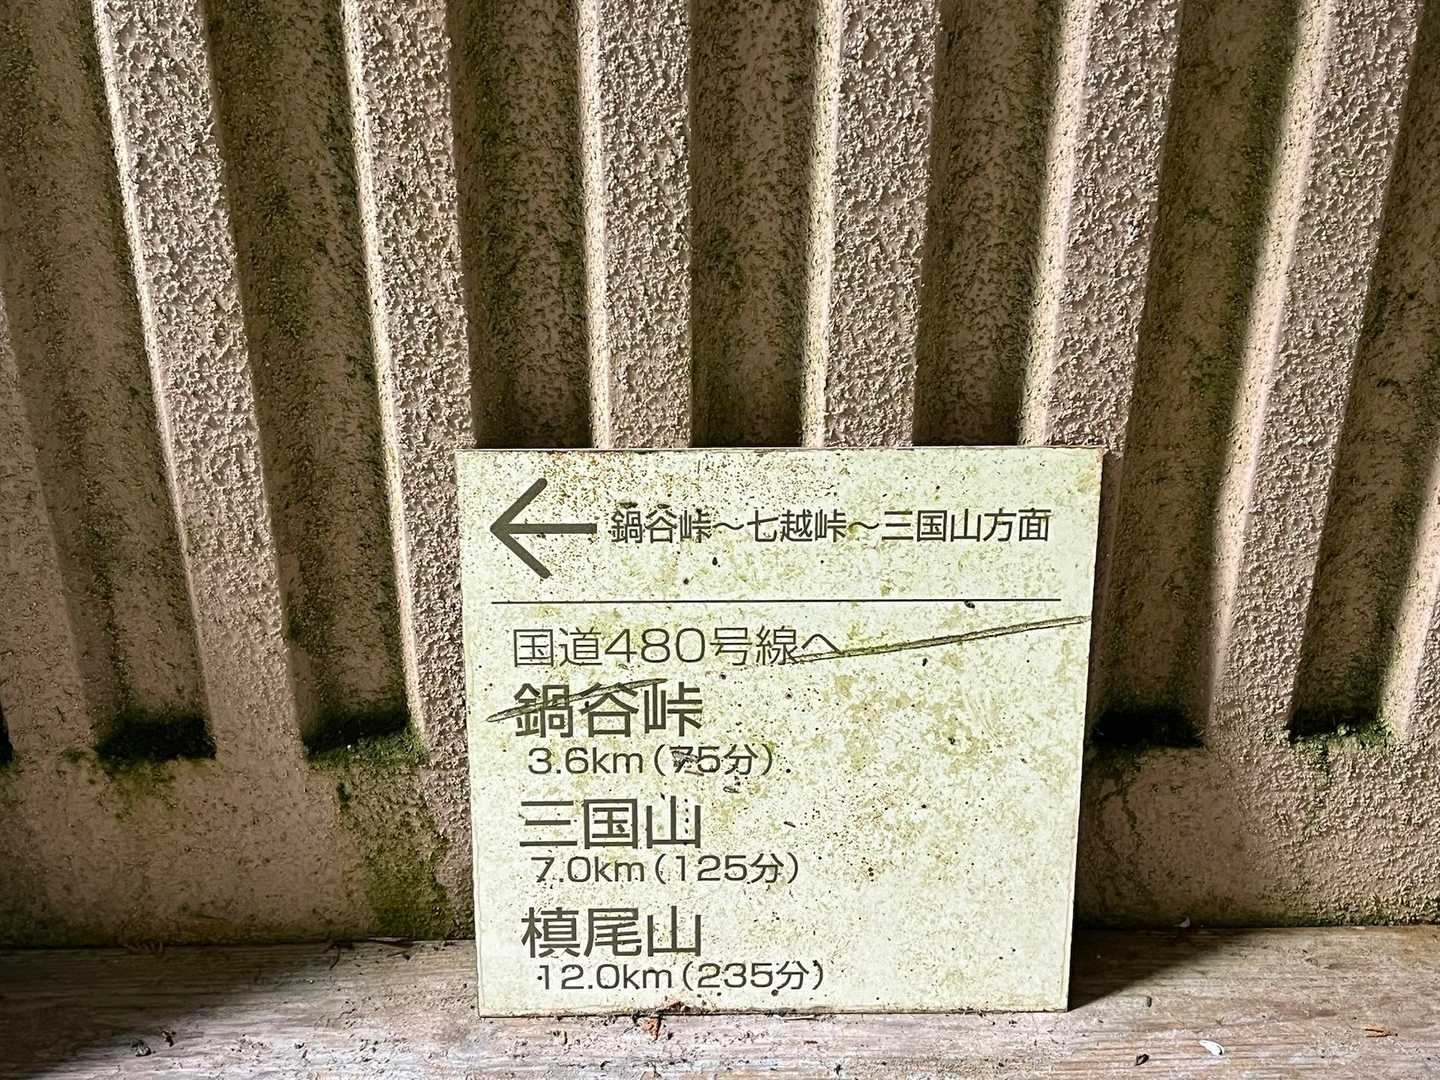 ← 鍋谷峠～七越峠～三国山方面
国道480号線へ
鍋谷峠
3.6km(75分)
三国山
7.0km(125分)
槙尾山
12.0km(235分)